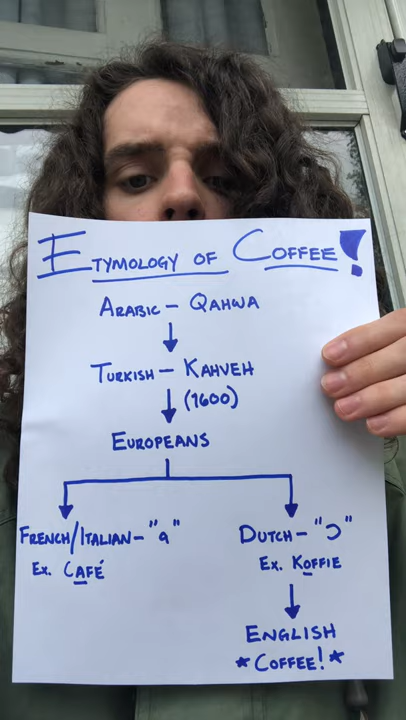 ETYMOLOGY OF COFFEE!
ARABIC - QAHWA
TURKISH - KAHVEH
(1600)
EUROPEANS
FRENCH/ITALIAN - "a"
EX. CAFÉ
DUTCH - "ɔ"
EX. KOFFIE
ENGLISH
*COFFEE!*